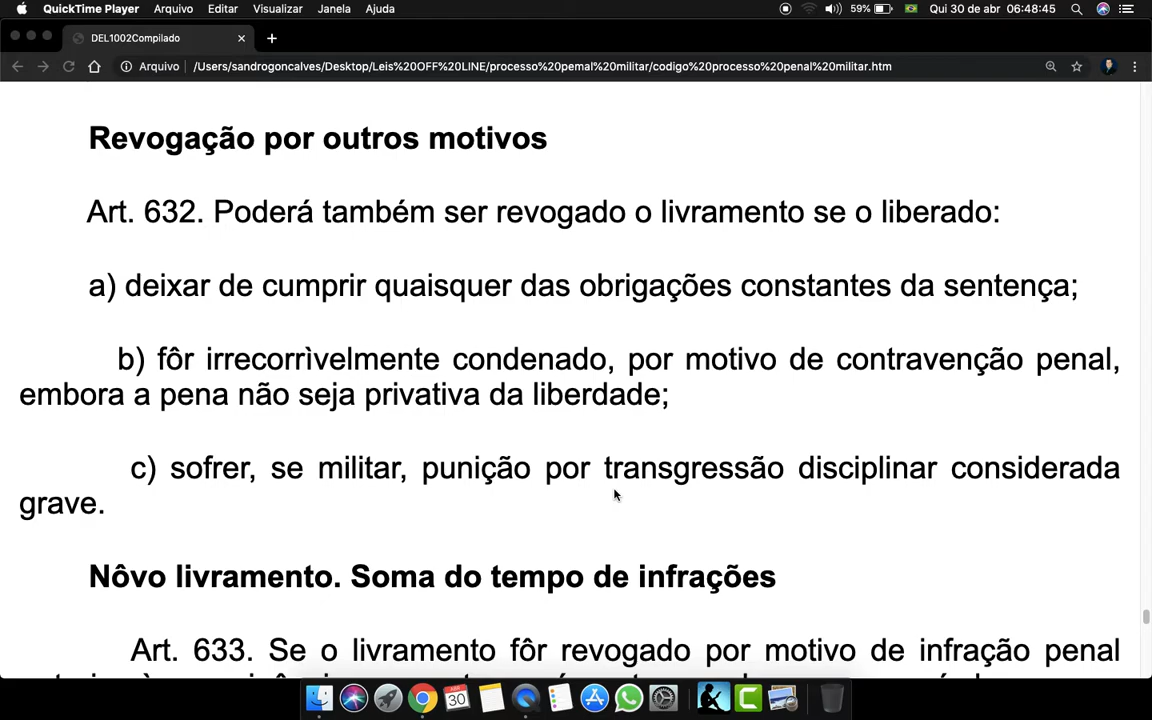 QuickTime Player Arquivo Editar Visualizar Janela Ajuda 59% Qui 30 de abr 06:48:45
DEL1002Compilado
Arquivo /Users/sandrogoncalves/Desktop/Leis%20OFF%20LINE/processo%20pemal%20militar/codigo%20processo%20penal%20militar.htm
Revogação por outros motivos
Art. 632. Poderá também ser revogado o livramento se o liberado:
a) deixar de cumprir quaisquer das obrigações constantes da sentença;
b) fôr irrecorrìvelmente condenado, por motivo de contravenção penal,
embora a pena não seja privativa da liberdade;
c) sofrer, se militar, punição por transgressão disciplinar considerada
grave.
Nôvo livramento. Soma do tempo de infrações
Art. 633. Se o livramento fôr revogado por motivo de infração penal
ABR
30